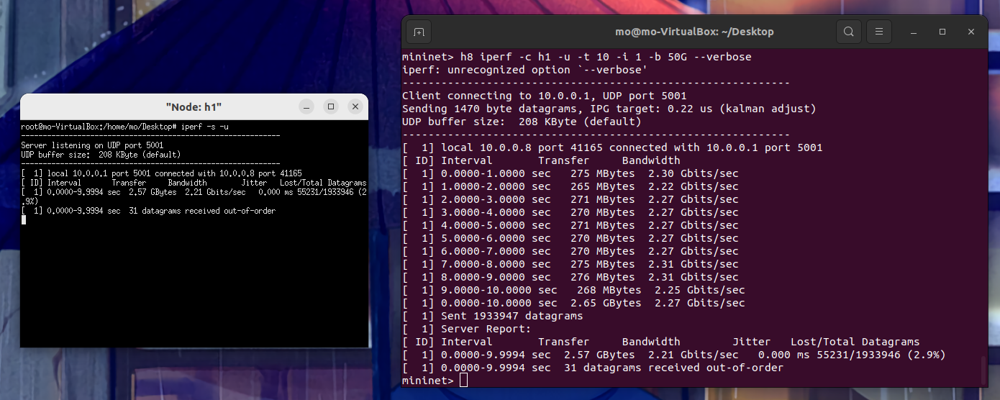 "Node: h1"
root@mo-VirtualBox:/home/mo/Desktop# iperf -s -u
------------------------------------------------------------
Server listening on UDP port 5001
UDP buffer size:  208 KByte (default)
------------------------------------------------------------
[  1] local 10.0.0.1 port 5001 connected with 10.0.0.8 port 41165
[ ID] Interval       Transfer     Bandwidth        Jitter   Lost/Total Datagrams
[  1] 0.0000-9.9994 sec  2.57 GBytes  2.21 Gbits/sec   0.000 ms 55231/1933946 (2
.9%)
[  1] 0.0000-9.9994 sec  31 datagrams received out-of-order
mo@mo-VirtualBox: ~/Desktop
mininet> h8 iperf -c h1 -u -t 10 -i 1 -b 50G --verbose
iperf: unrecognized option `--verbose'
------------------------------------------------------------
Client connecting to 10.0.0.1, UDP port 5001
Sending 1470 byte datagrams, IPG target: 0.22 us (kalman adjust)
UDP buffer size:  208 KByte (default)
------------------------------------------------------------
[  1] local 10.0.0.8 port 41165 connected with 10.0.0.1 port 5001
[ ID] Interval       Transfer     Bandwidth
[  1] 0.0000-1.0000 sec   275 MBytes  2.30 Gbits/sec
[  1] 1.0000-2.0000 sec   265 MBytes  2.22 Gbits/sec
[  1] 2.0000-3.0000 sec   271 MBytes  2.27 Gbits/sec
[  1] 3.0000-4.0000 sec   270 MBytes  2.27 Gbits/sec
[  1] 4.0000-5.0000 sec   271 MBytes  2.27 Gbits/sec
[  1] 5.0000-6.0000 sec   270 MBytes  2.27 Gbits/sec
[  1] 6.0000-7.0000 sec   270 MBytes  2.27 Gbits/sec
[  1] 7.0000-8.0000 sec   275 MBytes  2.31 Gbits/sec
[  1] 8.0000-9.0000 sec   276 MBytes  2.31 Gbits/sec
[  1] 9.0000-10.0000 sec   268 MBytes  2.25 Gbits/sec
[  1] 0.0000-10.0000 sec  2.65 GBytes  2.27 Gbits/sec
[  1] Sent 1933947 datagrams
[  1] Server Report:
[ ID] Interval       Transfer     Bandwidth        Jitter   Lost/Total Datagrams
[  1] 0.0000-9.9994 sec  2.57 GBytes  2.21 Gbits/sec   0.000 ms 55231/1933946 (2.9%)
[  1] 0.0000-9.9994 sec  31 datagrams received out-of-order
mininet>